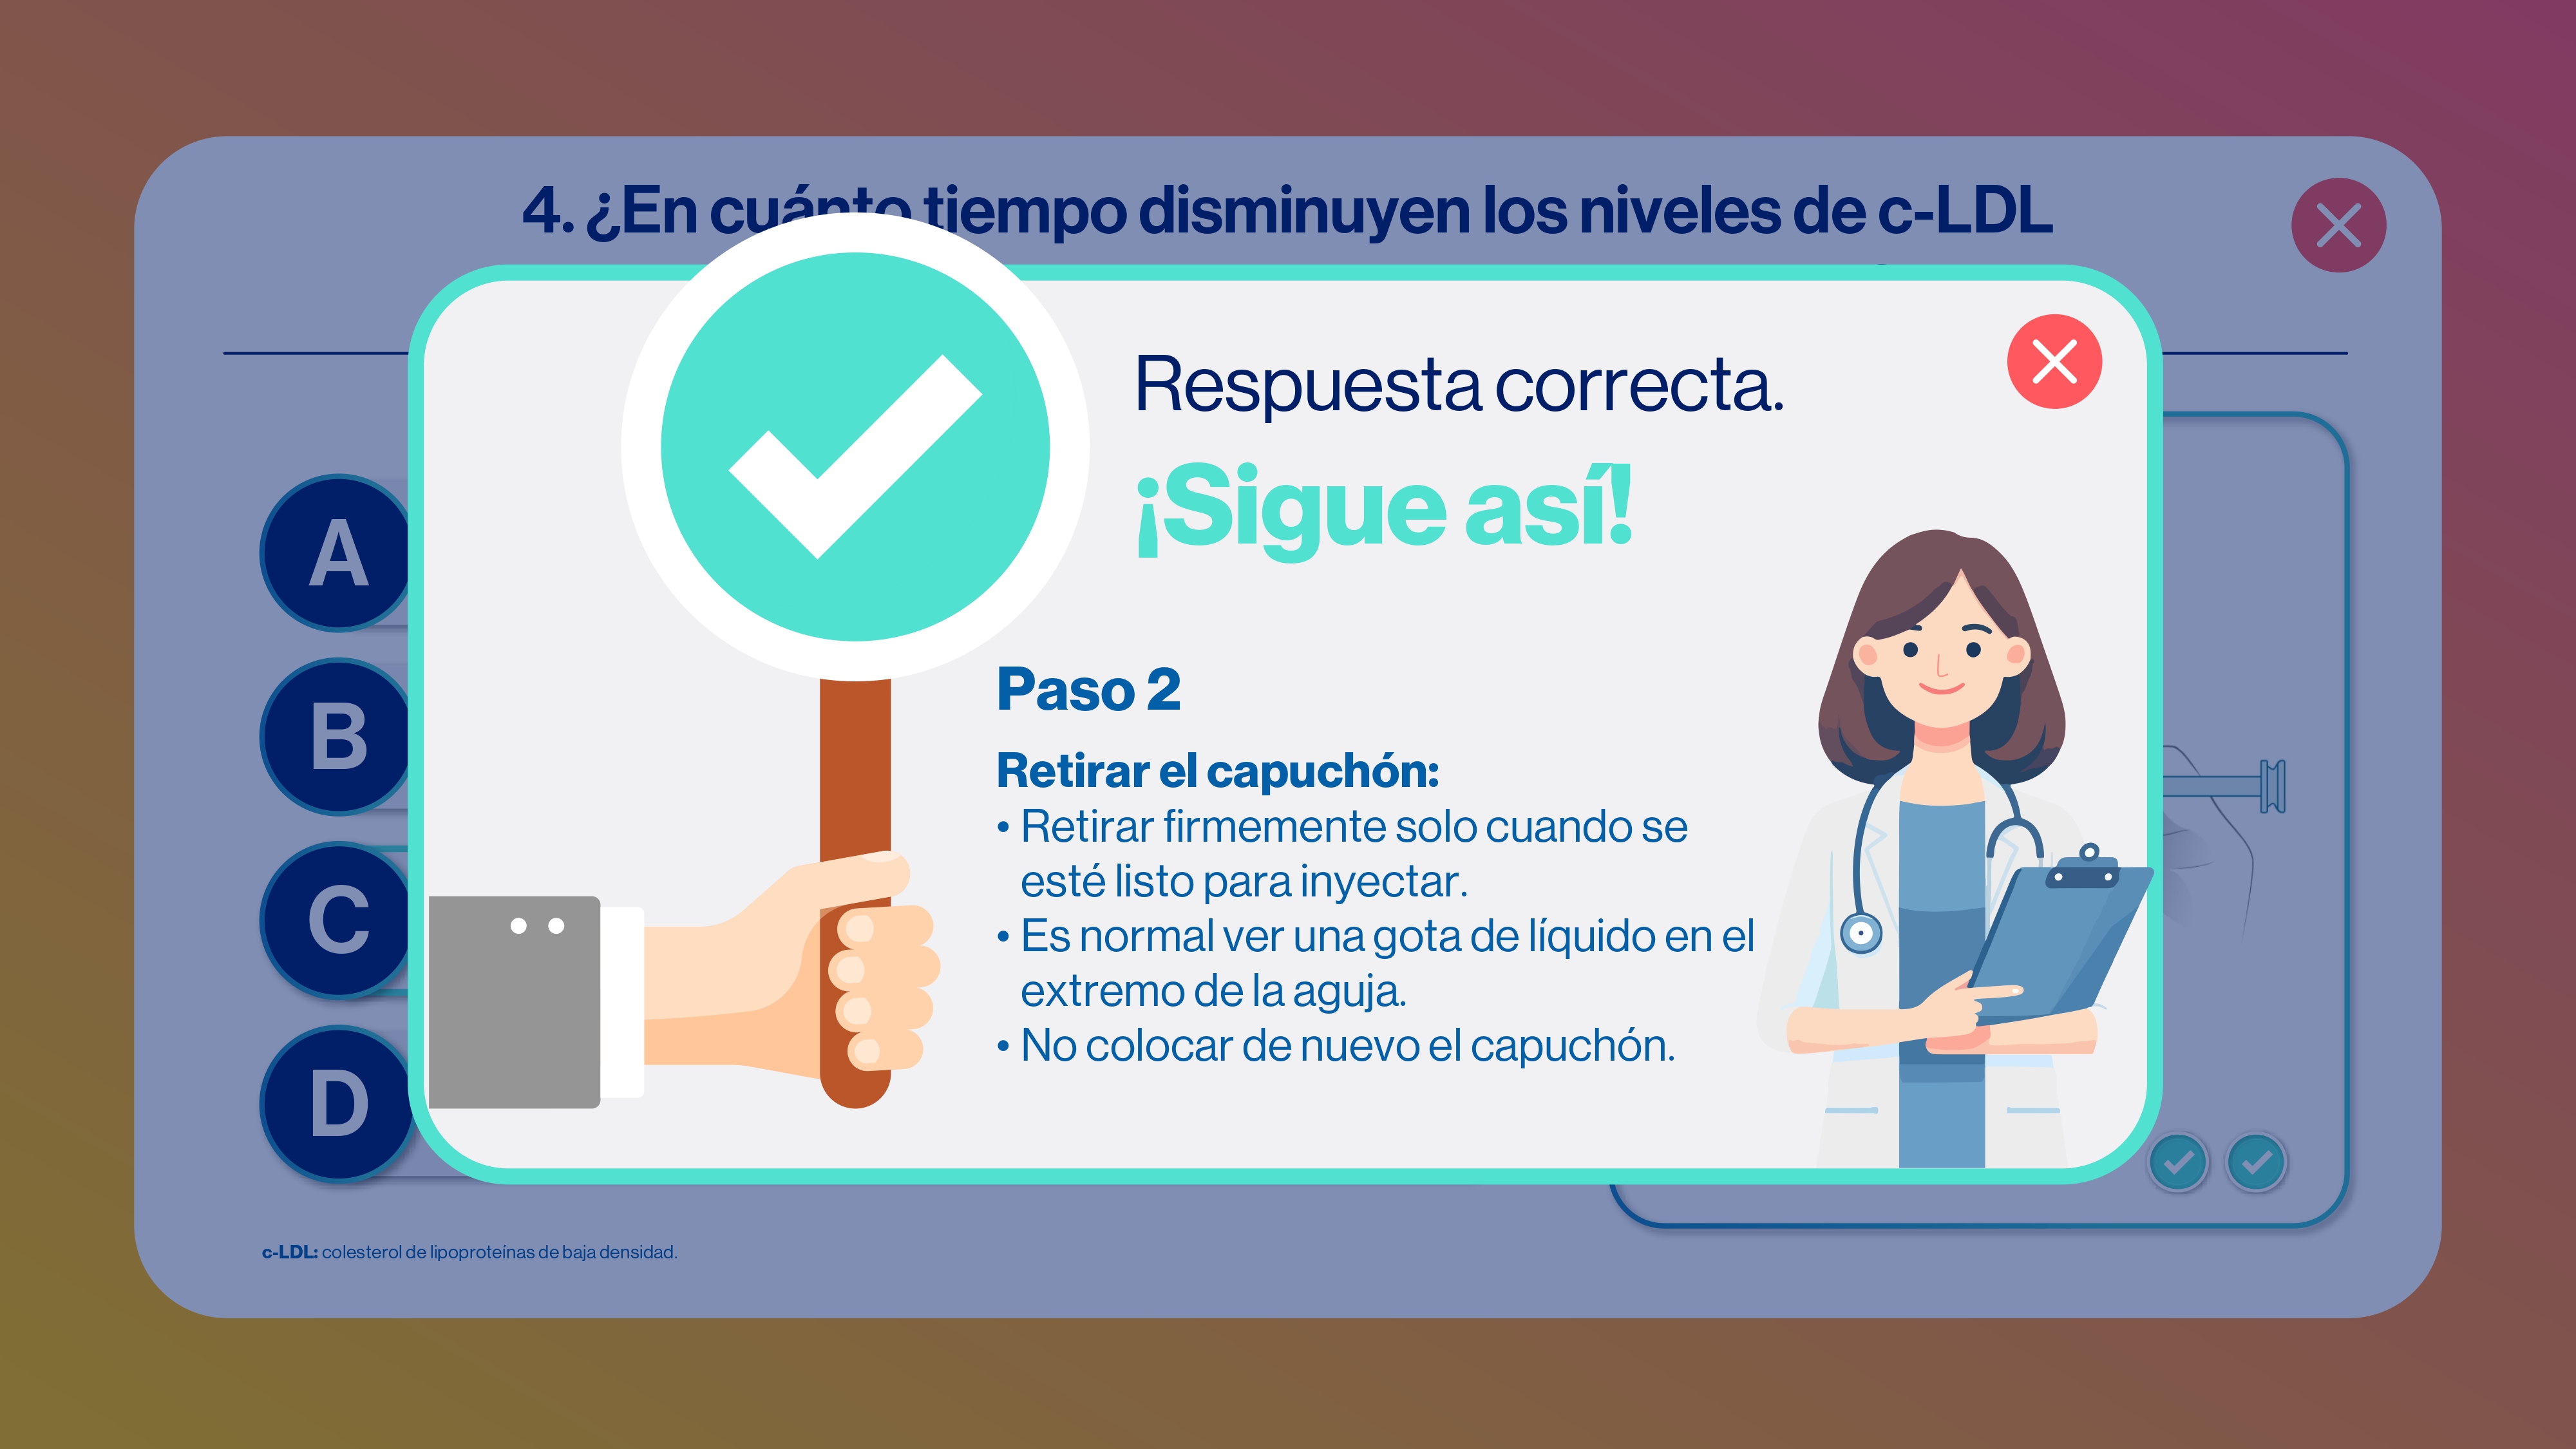 4. ¿En cuánto tiempo disminuyen los niveles de c-LDL
Respuesta correcta.
¡Sigue así!
A
B
C
D
Paso 2
Retirar el capuchón:
• Retirar firmemente solo cuando se
esté listo para inyectar.
• Es normal ver una gota de líquido en el
extremo de la aguja.
• No colocar de nuevo el capuchón.
c-LDL: colesterol de lipoproteínas de baja densidad.